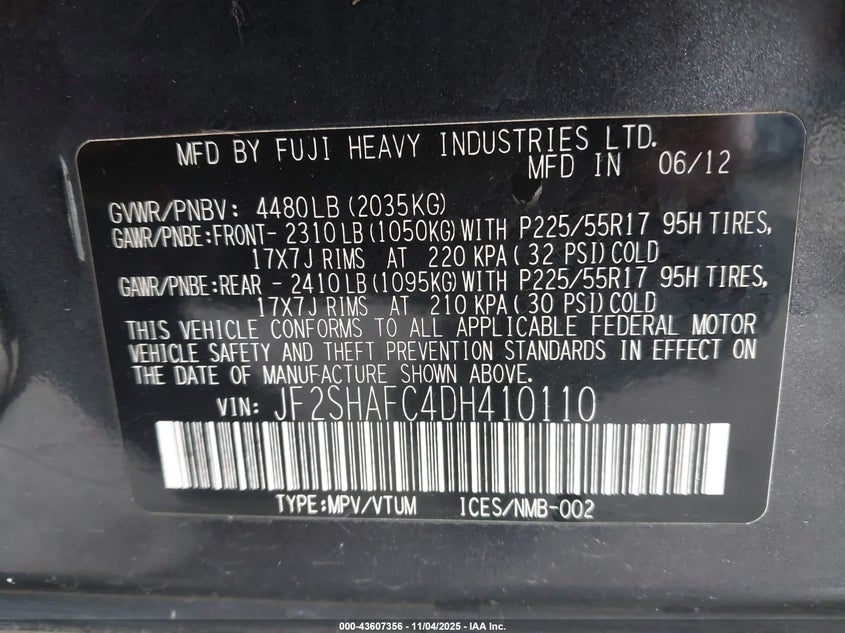 MFD BY FUJI HEAVY INDUSTRIES LTD.
MFD IN 06/12
GVWR/PNBV: 4480LB (2035KG)
GAWR/PNBE:FRONT- 2310LB (1050KG) WITH P225/55R17 95H TIRES,
17X7J RIMS AT 220 KPA( 32 PSI) COLD
GAWR/PNBE:REAR - 2410LB (1095KG) WITH P225/55R17 95H TIRES,
17X7J RIMS AT 210 KPA( 30 PSI) COLD
THIS VEHICLE CONFORMS TO ALL APPLICABLE FEDERAL MOTOR
VEHICLE SAFETY AND THEFT PREVENTION STANDARDS IN EFFECT ON
THE DATE OF MANUFACTURE SHOWN ABOVE.
VIN: JF2SHAFC4DH410110
TYPE:MPV/VTUM ICES/NMB-002
000-43607356 - 11/04/2025 - IAA Inc.